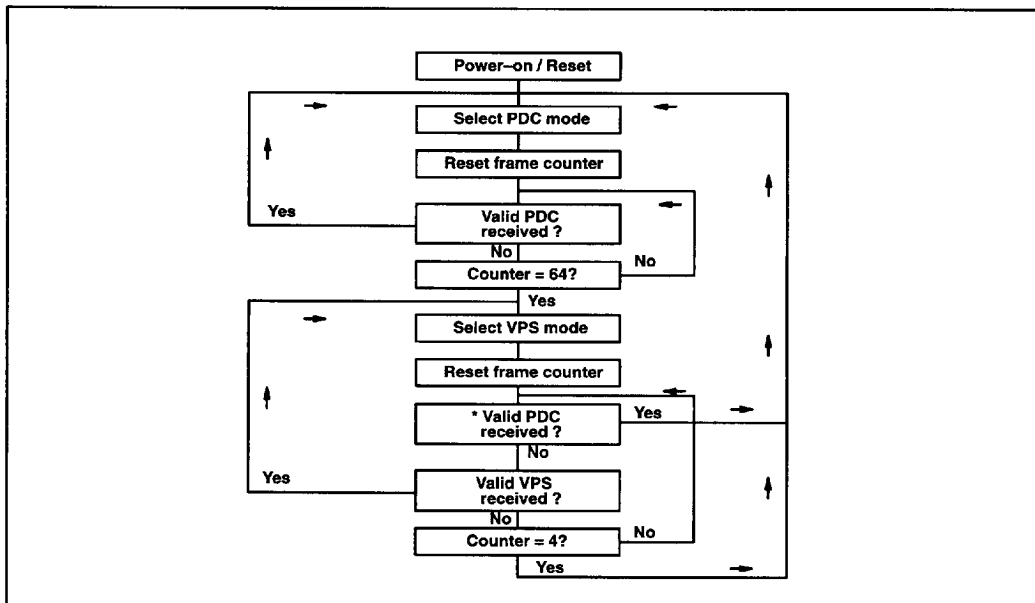 Power-on / Reset
Select PDC mode
Reset frame counter
Yes
Valid PDC
received ?
No
Counter = 64?
No
Yes
Select VPS mode
Reset frame counter
* Valid PDC
received ?
Yes
No
Yes
Valid VPS
received ?
No
Counter = 4?
No
Yes